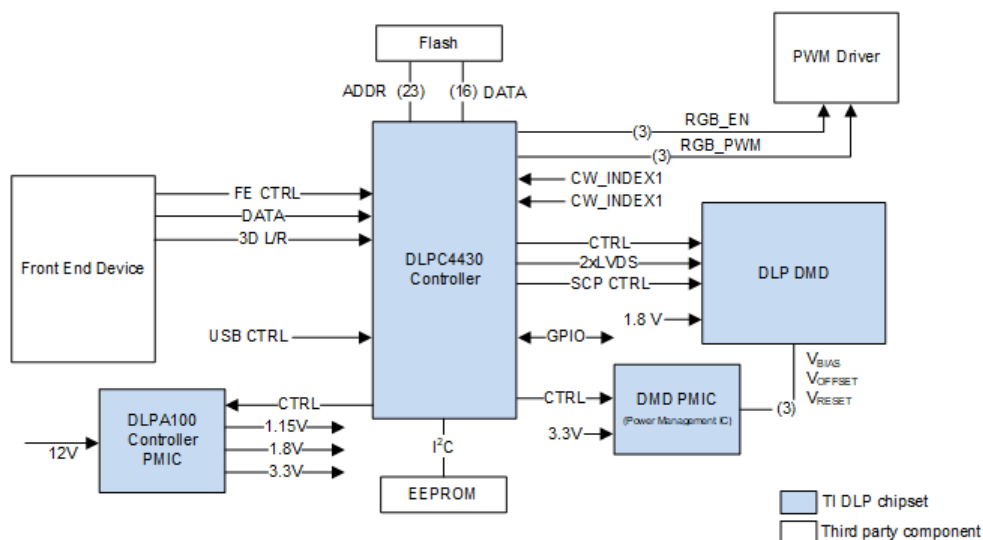 Flash
PWM Driver
ADDR (23) (16) DATA
RGB_EN
(3)
RGB_PWM
(3)
CW_INDEX1
CW_INDEX1
FE CTRL
DATA
3D L/R
Front End Device
DLPC4430
Controller
CTRL
2xLVDS
SCP CTRL
DLP DMD
1.8 V
USB CTRL
GPIO
VBIAS
VOFFSET
VRESET
(3)
DLPA100
Controller
PMIC
CTRL
1.15V
1.8V
3.3V
12V
CTRL
3.3V
DMD PMIC
(Power Management IC)
I²C
EEPROM
TI DLP chipset
Third party component